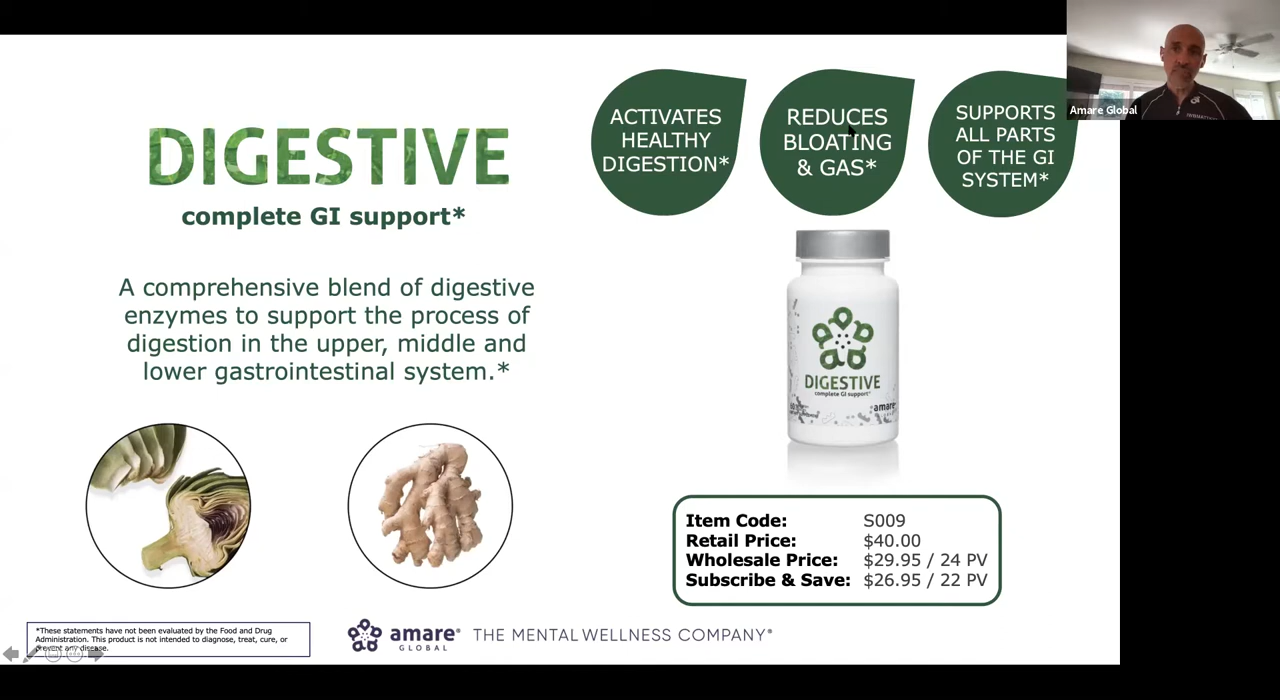 DIGESTIVE
complete GI support*
A comprehensive blend of digestive
enzymes to support the process of
digestion in the upper, middle and
lower gastrointestinal system.*
ACTIVATES
HEALTHY
DIGESTION*
REDUCES
BLOATING
& GAS*
SUPPORTS
ALL PARTS
OF THE GI
SYSTEM*
Amare Global
DIGESTIVE
complete GI support*
amare
Item Code: S009
Retail Price: $40.00
Wholesale Price: $29.95 / 24 PV
Subscribe & Save: $26.95 / 22 PV
*These statements have not been evaluated by the Food and Drug
Administration. This product is not intended to diagnose, treat, cure, or
prevent any disease.
amare®
GLOBAL
THE MENTAL WELLNESS COMPANY®